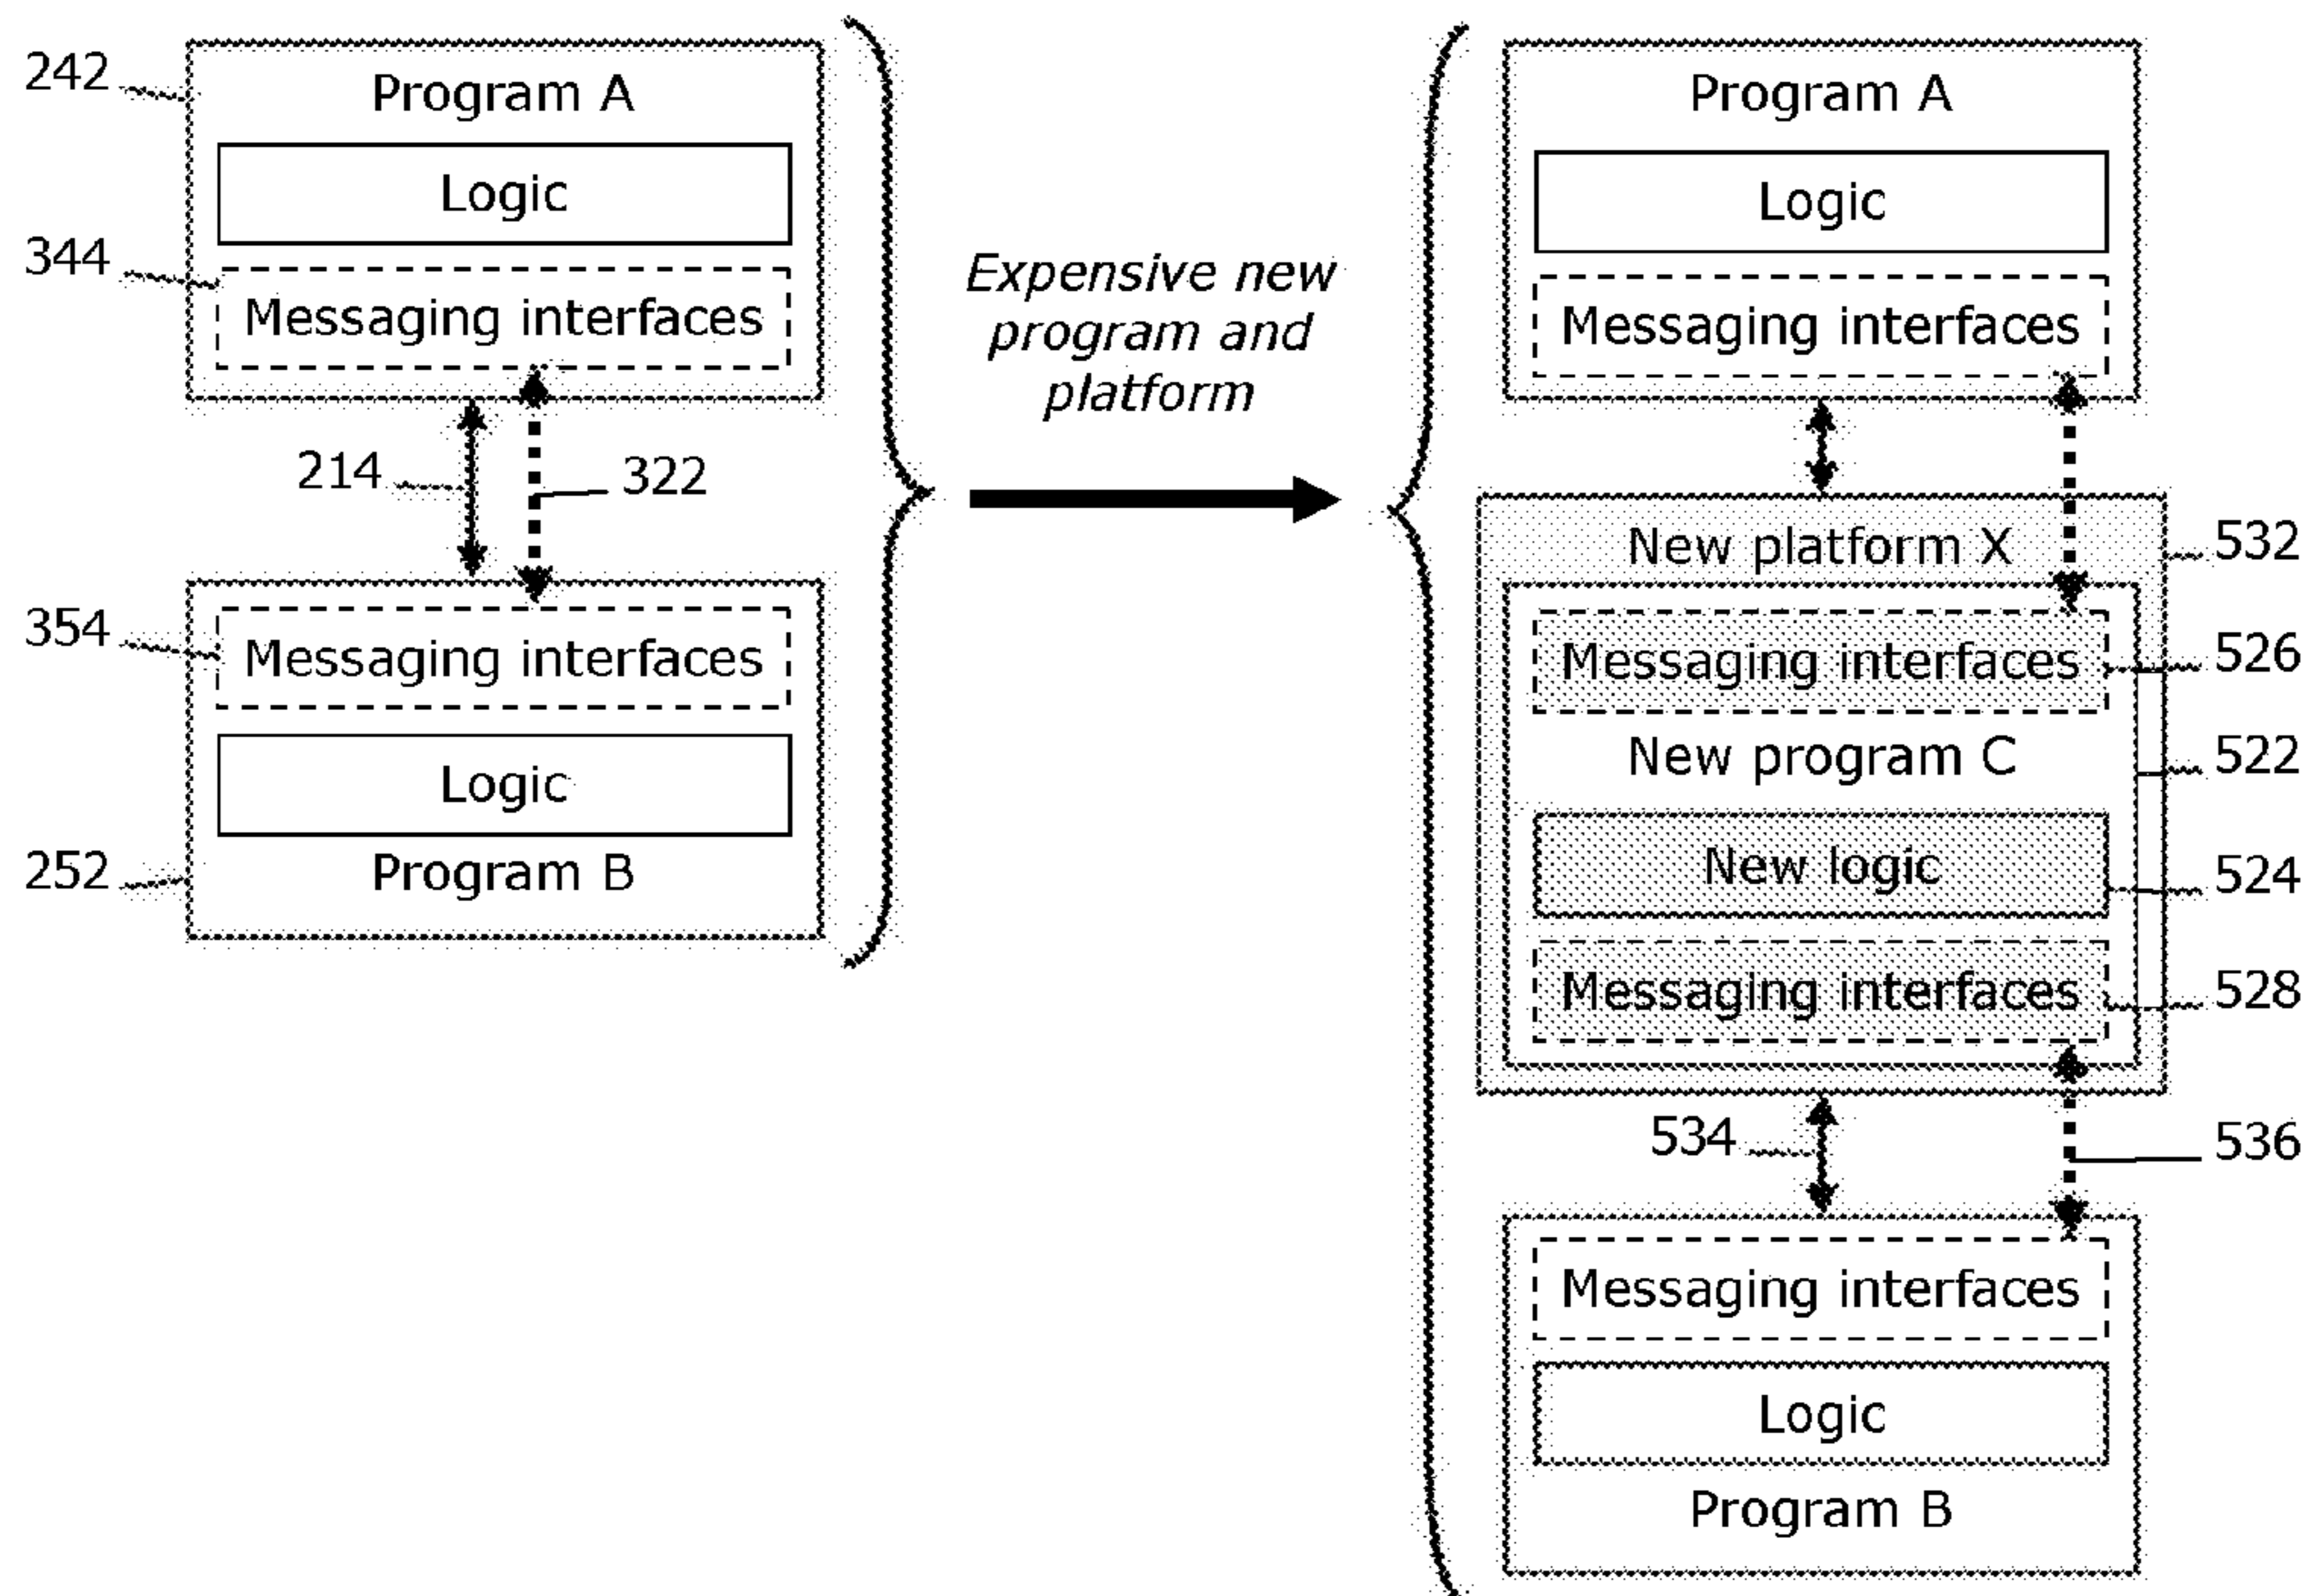 242
Program A
Logic
344
Messaging interfaces
214
322
354
Messaging interfaces
Logic
252
Program B
Expensive new
program and
platform
Program A
Logic
Messaging interfaces
New platform X
532
Messaging interfaces
526
New program C
522
New logic
524
Messaging interfaces
528
534
536
Messaging interfaces
Logic
Program B